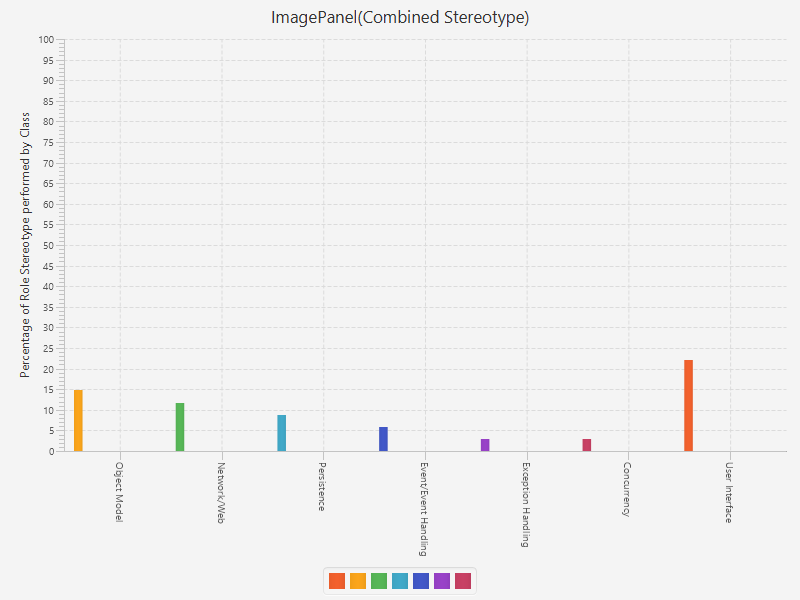 ImagePanel(Combined Stereotype)
Percentage of Role Stereotype performed by Class
100
95
90
85
80
75
70
65
60
55
50
45
40
35
30
25
20
15
10
5
0
Object Model
Network/Web
Persistence
Event/Event Handling
Exception Handling
Concurrency
User Interface